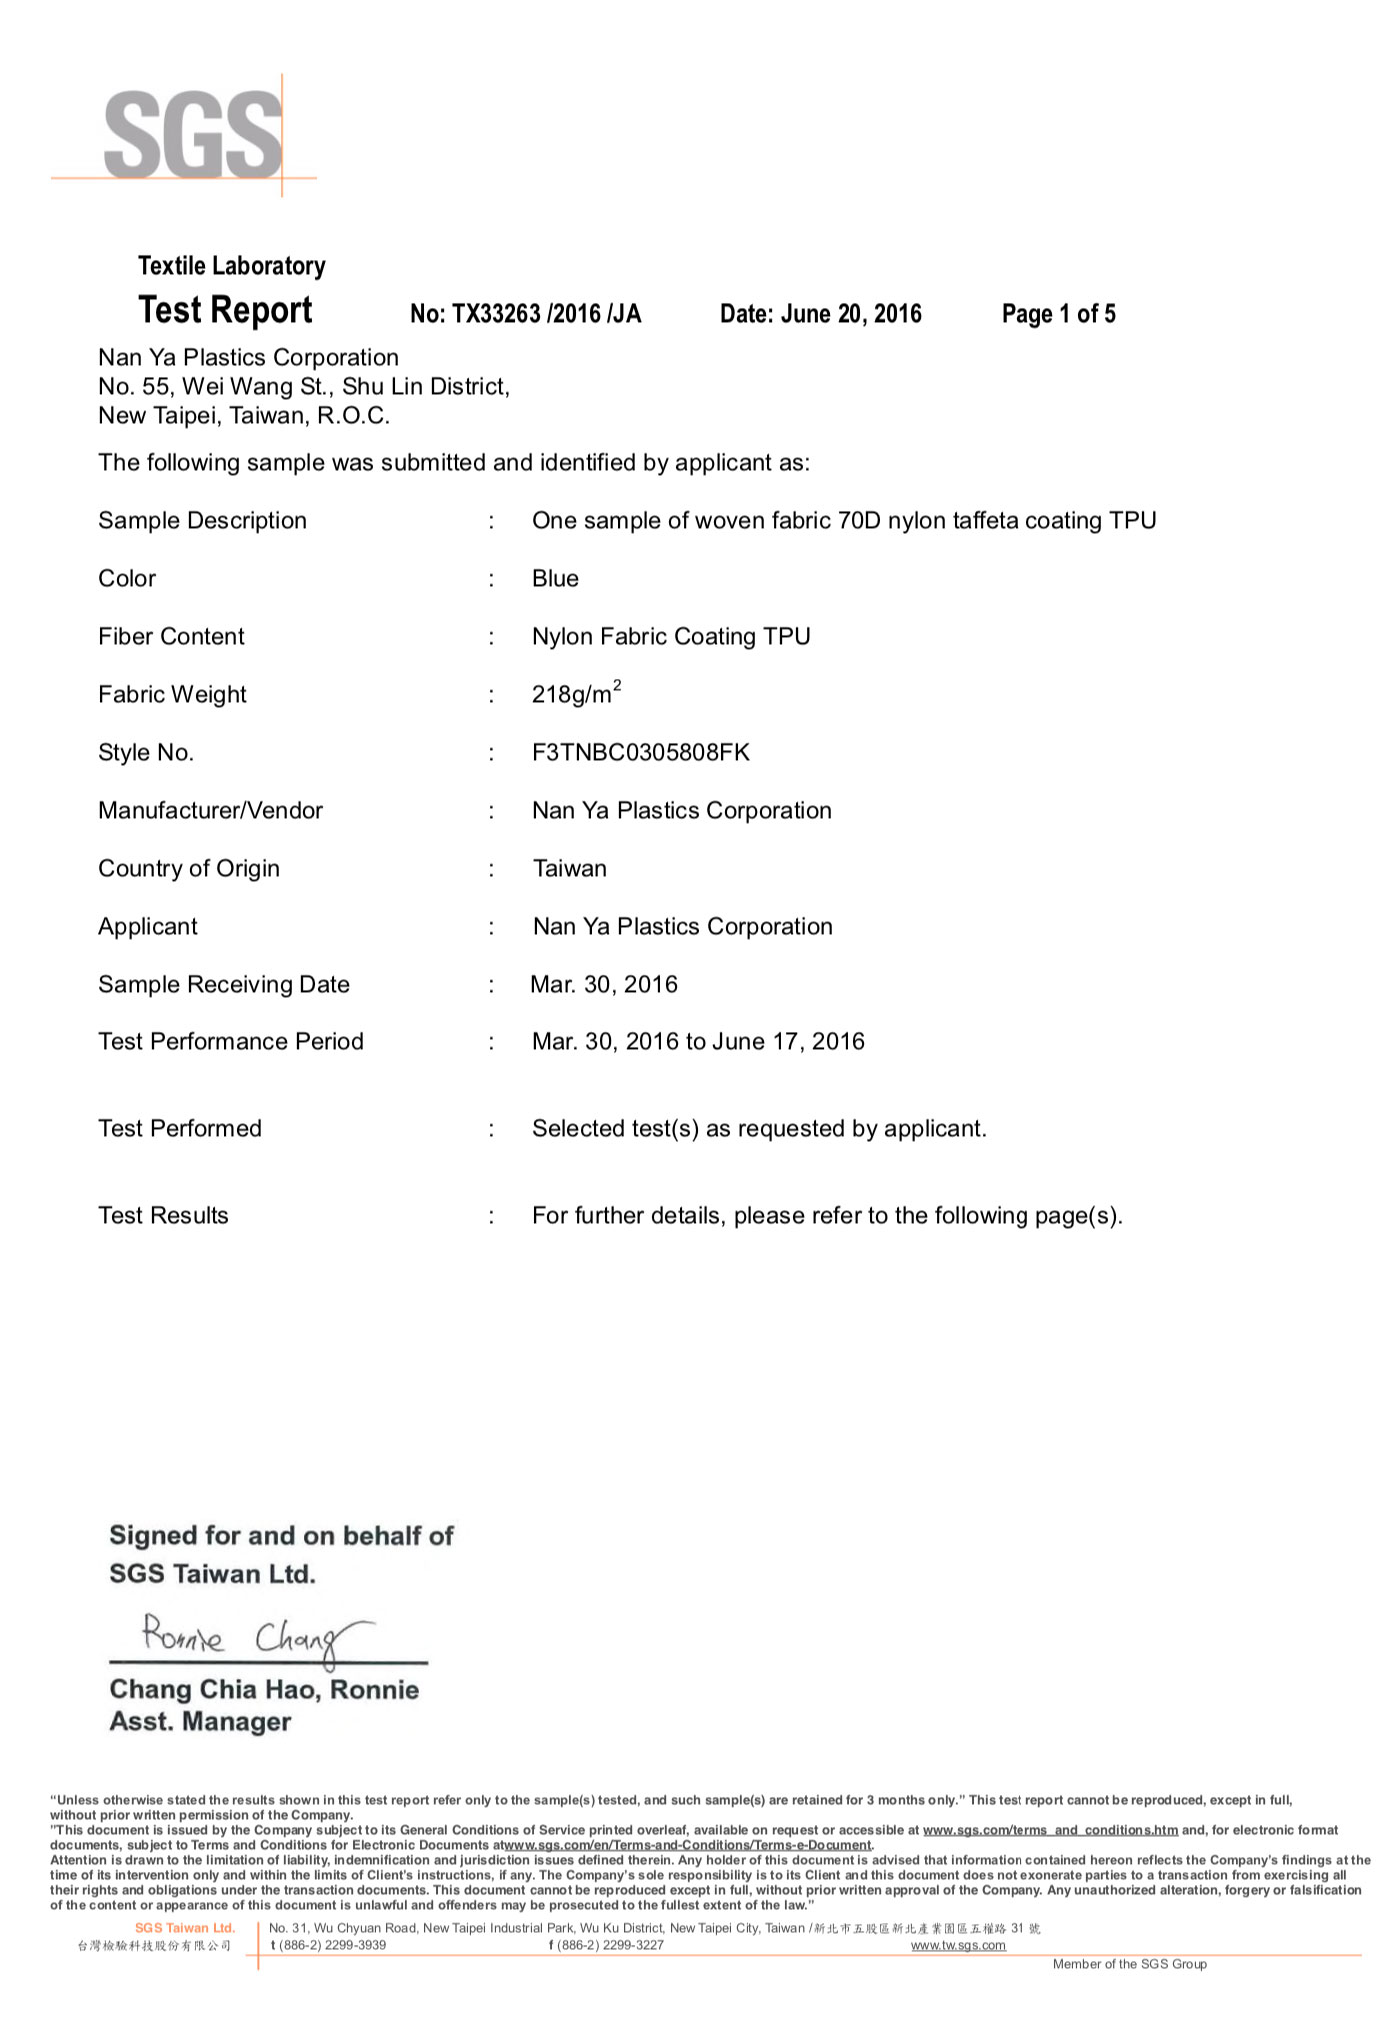 SGS
Textile Laboratory
Test Report No: TX33263 /2016 /JA Date: June 20, 2016 Page 1 of 5
Nan Ya Plastics Corporation
No. 55, Wei Wang St., Shu Lin District,
New Taipei, Taiwan, R.O.C.
The following sample was submitted and identified by applicant as:
Sample Description : One sample of woven fabric 70D nylon taffeta coating TPU
Color : Blue
Fiber Content : Nylon Fabric Coating TPU
Fabric Weight : 218g/m²
Style No. : F3TNBC0305808FK
Manufacturer/Vendor : Nan Ya Plastics Corporation
Country of Origin : Taiwan
Applicant : Nan Ya Plastics Corporation
Sample Receiving Date : Mar. 30, 2016
Test Performance Period : Mar. 30, 2016 to June 17, 2016
Test Performed : Selected test(s) as requested by applicant.
Test Results : For further details, please refer to the following page(s).
Signed for and on behalf of
SGS Taiwan Ltd.
Ronnie Chang
Chang Chia Hao, Ronnie
Asst. Manager
“Unless otherwise stated the results shown in this test report refer only to the sample(s) tested, and such sample(s) are retained for 3 months only.” This test report cannot be reproduced, except in full,
without prior written permission of the Company.
"This document is issued by the Company subject to its General Conditions of Service printed overleaf, available on request or accessible at www.sgs.com/terms_and_conditions.htm and, for electronic format
documents, subject to Terms and Conditions for Electronic Documents atwww.sgs.com/en/Terms-and-Conditions/Terms-e-Document.
Attention is drawn to the limitation of liability, indemnification and jurisdiction issues defined therein. Any holder of this document is advised that information contained hereon reflects the Company's findings at the
time of its intervention only and within the limits of Client's instructions, if any. The Company's sole responsibility is to its Client and this document does not exonerate parties to a transaction from exercising all
their rights and obligations under the transaction documents. This document cannot be reproduced except in full, without prior written approval of the Company. Any unauthorized alteration, forgery or falsification
of the content or appearance of this document is unlawful and offenders may be prosecuted to the fullest extent of the law."
SGS Taiwan Ltd. No. 31, Wu Chyuan Road, New Taipei Industrial Park, Wu Ku District, New Taipei City, Taiwan /新北市五股區新北產業園區五權路 31 號
台灣檢驗科技股份有限公司 t (886-2) 2299-3939 f (886-2) 2299-3227 www.tw.sgs.com
Member of the SGS Group